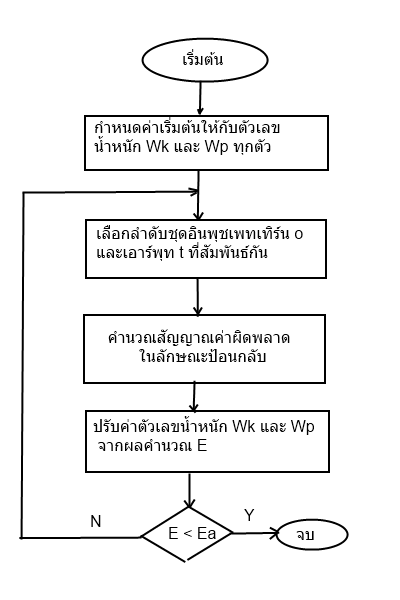 เริ่มต้น
กำหนดค่าเริ่มต้นให้กับตัวเลข
น้ำหนัก Wk และ Wp ทุกตัว
เลือกลำดับชุดอินพุชเพทเทิร์น o
และเอาร์พุท t ที่สัมพันธ์กัน
คำนวณสัญญาณค่าผิดพลาด
ในลักษณะป้อนกลับ
ปรับค่าตัวเลขน้ำหนัก Wk และ Wp
จากผลคำนวณ E
N
E < Ea
Y
จบ